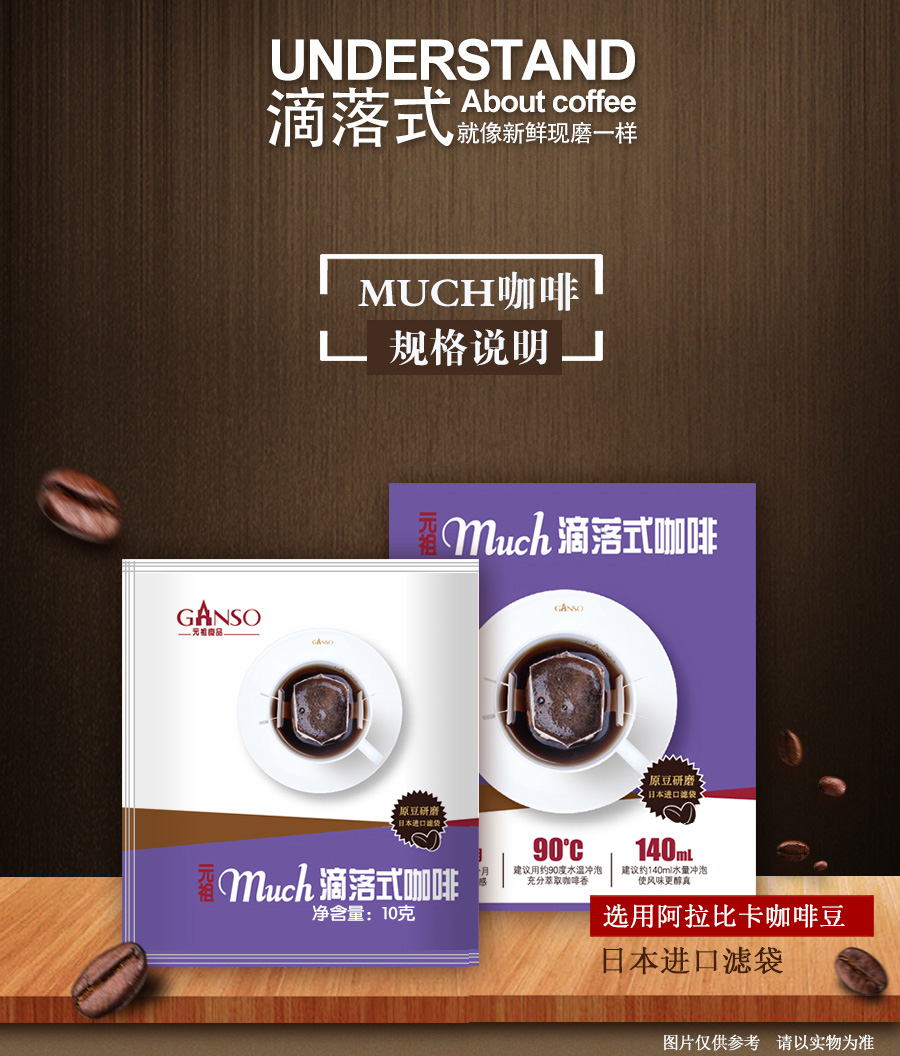 UNDERSTAND
滴落式 About coffee
就像新鲜现磨一样
MUCH咖啡
规格说明
元祖 much 滴落式咖啡
GANSO
原豆研磨
日本进口滤袋
90°C
建议用约90度水温冲泡
充分萃取咖啡香
140mL
建议约140ml水量冲泡
使风味更醇真
GANSO
元祖食品
GANSO
原豆研磨
日本进口滤袋
元祖 much 滴落式咖啡
净含量：10克
选用阿拉比卡咖啡豆
日本进口滤袋
图片仅供参考 请以实物为准